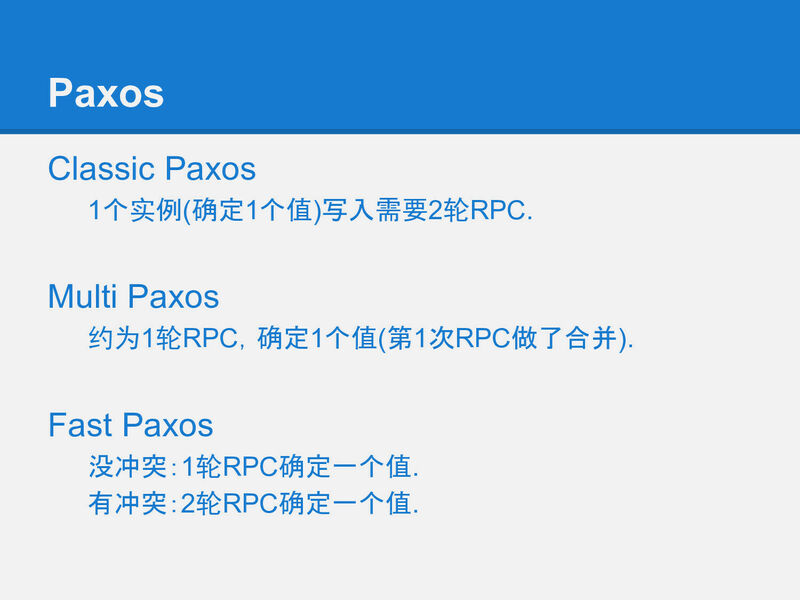 Paxos
Classic Paxos
1个实例(确定1个值)写入需要2轮RPC.
Multi Paxos
约为1轮RPC，确定1个值(第1次RPC做了合并).
Fast Paxos
没冲突：1轮RPC确定一个值.
有冲突：2轮RPC确定一个值.